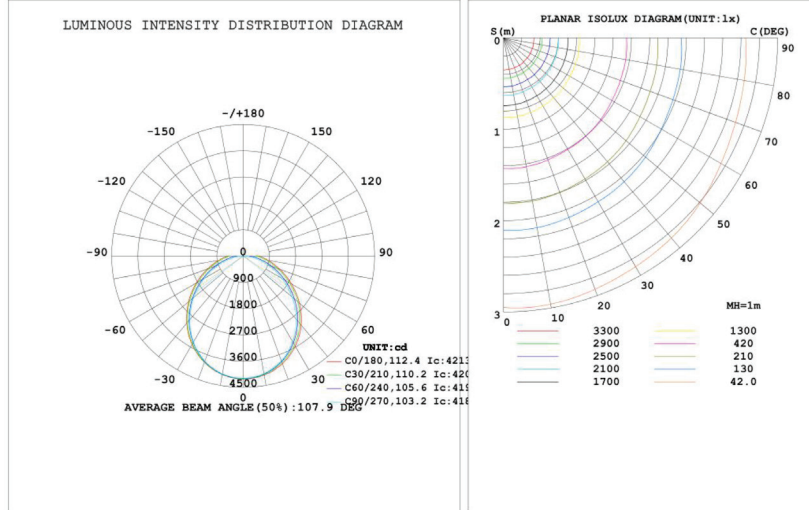 LUMINOUS INTENSITY DISTRIBUTION DIAGRAM
-/+180
-150 150
-120 120
-90 0 90
900
1800
-60 2700 60
3600
-30 4500 30
0
UNIT:cd
C0/180,112.4 Ic:4213
C30/210,110.2 Ic:420
C60/240,105.6 Ic:419
C90/270,103.2 Ic:418
AVERAGE BEAM ANGLE(50%):107.9 DEG
PLANAR ISOLUX DIAGRAM(UNIT:lx)
S(m) C(DEG)
0 90
80
1
70
60
2 50
40
30
20
3 0 10
MH=1m
3300 1300
2900 420
2500 210
2100 130
1700 42.0